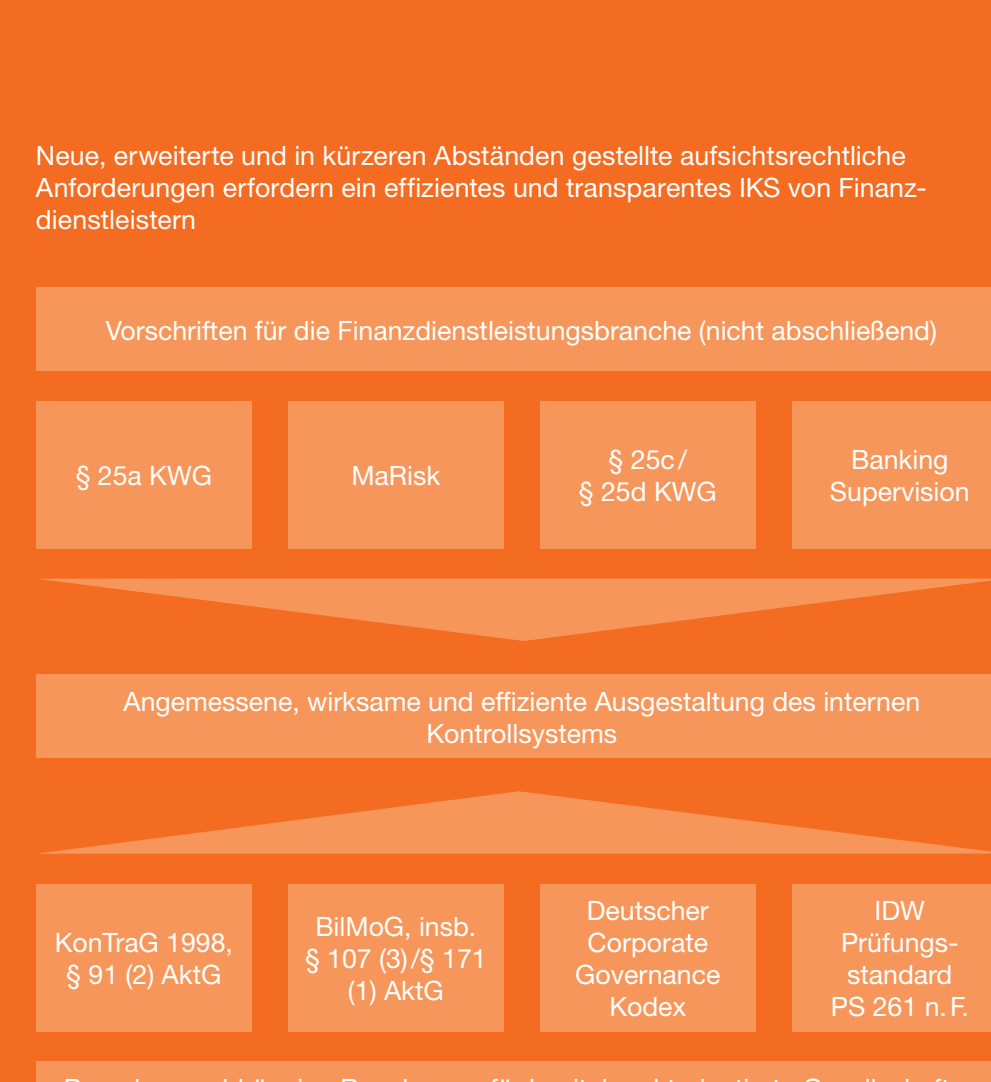 Neue, erweiterte und in kürzeren Abständen gestellte aufsichtsrechtliche
Anforderungen erfordern ein effizientes und transparentes IKS von Finanz-
dienstleistern
Vorschriften für die Finanzdienstleistungsbranche (nicht abschließend)
§ 25a KWG
MaRisk
§ 25c/
§ 25d KWG
Banking
Supervision
Angemessene, wirksame und effiziente Ausgestaltung des internen
Kontrollsystems
KonTraG 1998,
§ 91 (2) AktG
BilMoG, insb.
§ 107 (3)/§ 171
(1) AktG
Deutscher
Corporate
Governance
Kodex
IDW
Prüfungs-
standard
PS 261 n. F.